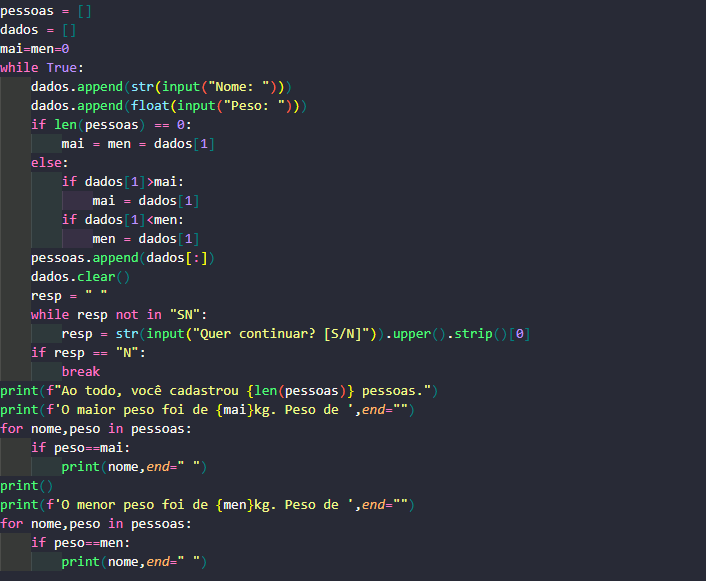 pessoas = []
dados = []
mai=men=0
while True:
    dados.append(str(input("Nome: ")))
    dados.append(float(input("Peso: ")))
    if len(pessoas) == 0:
        mai = men = dados[1]
    else:
        if dados[1]>mai:
            mai = dados[1]
        if dados[1]<men:
            men = dados[1]
    pessoas.append(dados[:])
    dados.clear()
    resp = " "
    while resp not in "SN":
        resp = str(input("Quer continuar? [S/N]")).upper().strip()[0]
    if resp == "N":
        break
print(f"Ao todo, você cadastrou {len(pessoas)} pessoas.")
print(f'O maior peso foi de {mai}kg. Peso de ',end="")
for nome,peso in pessoas:
    if peso==mai:
        print(nome,end=" ")
print()
print(f'O menor peso foi de {men}kg. Peso de ',end="")
for nome,peso in pessoas:
    if peso==men:
        print(nome,end=" ")